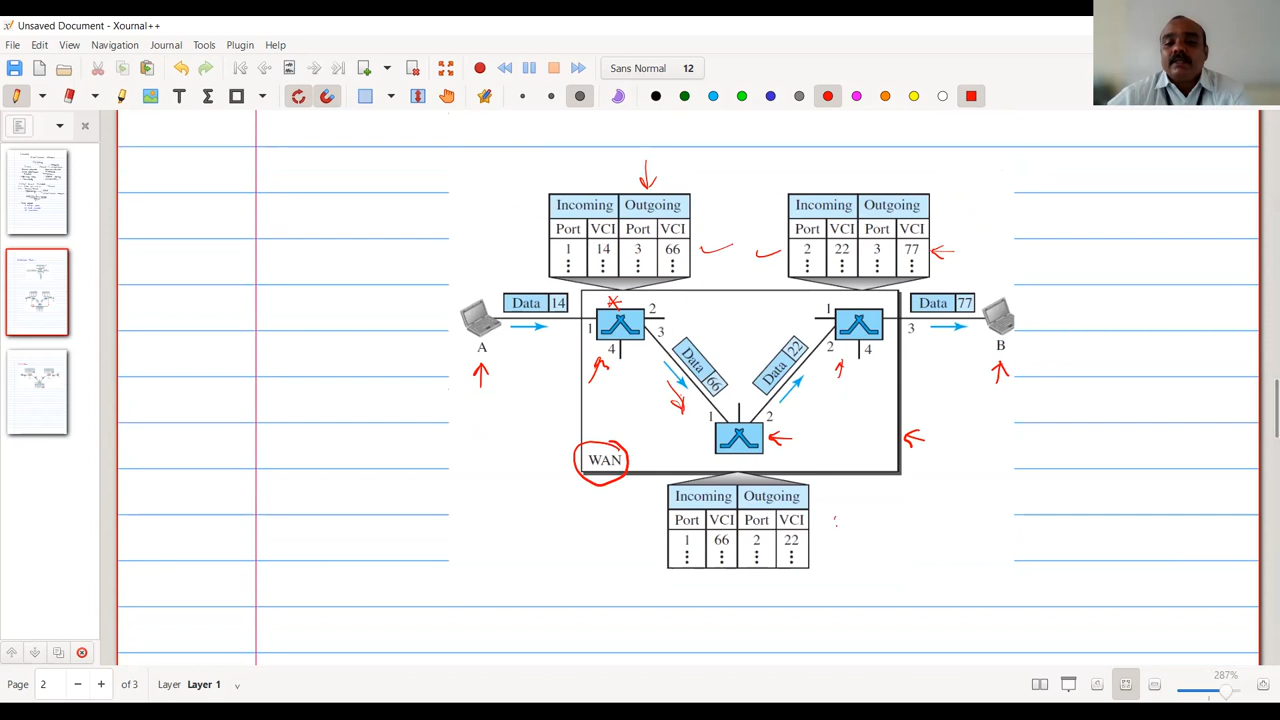 Unsaved Document - Xournal++
File Edit View Navigation Journal Tools Plugin Help
Sans Normal 12
Incoming Outgoing
Port VCI Port VCI
1 14 3 66
Incoming Outgoing
Port VCI Port VCI
2 22 3 77
Data 14
Data 77
A
B
1
2
3
4
1
2
3
4
Data 66
Data 22
1
2
WAN
Incoming Outgoing
Port VCI Port VCI
1 66 2 22
Page 2 of 3 Layer Layer 1
287%